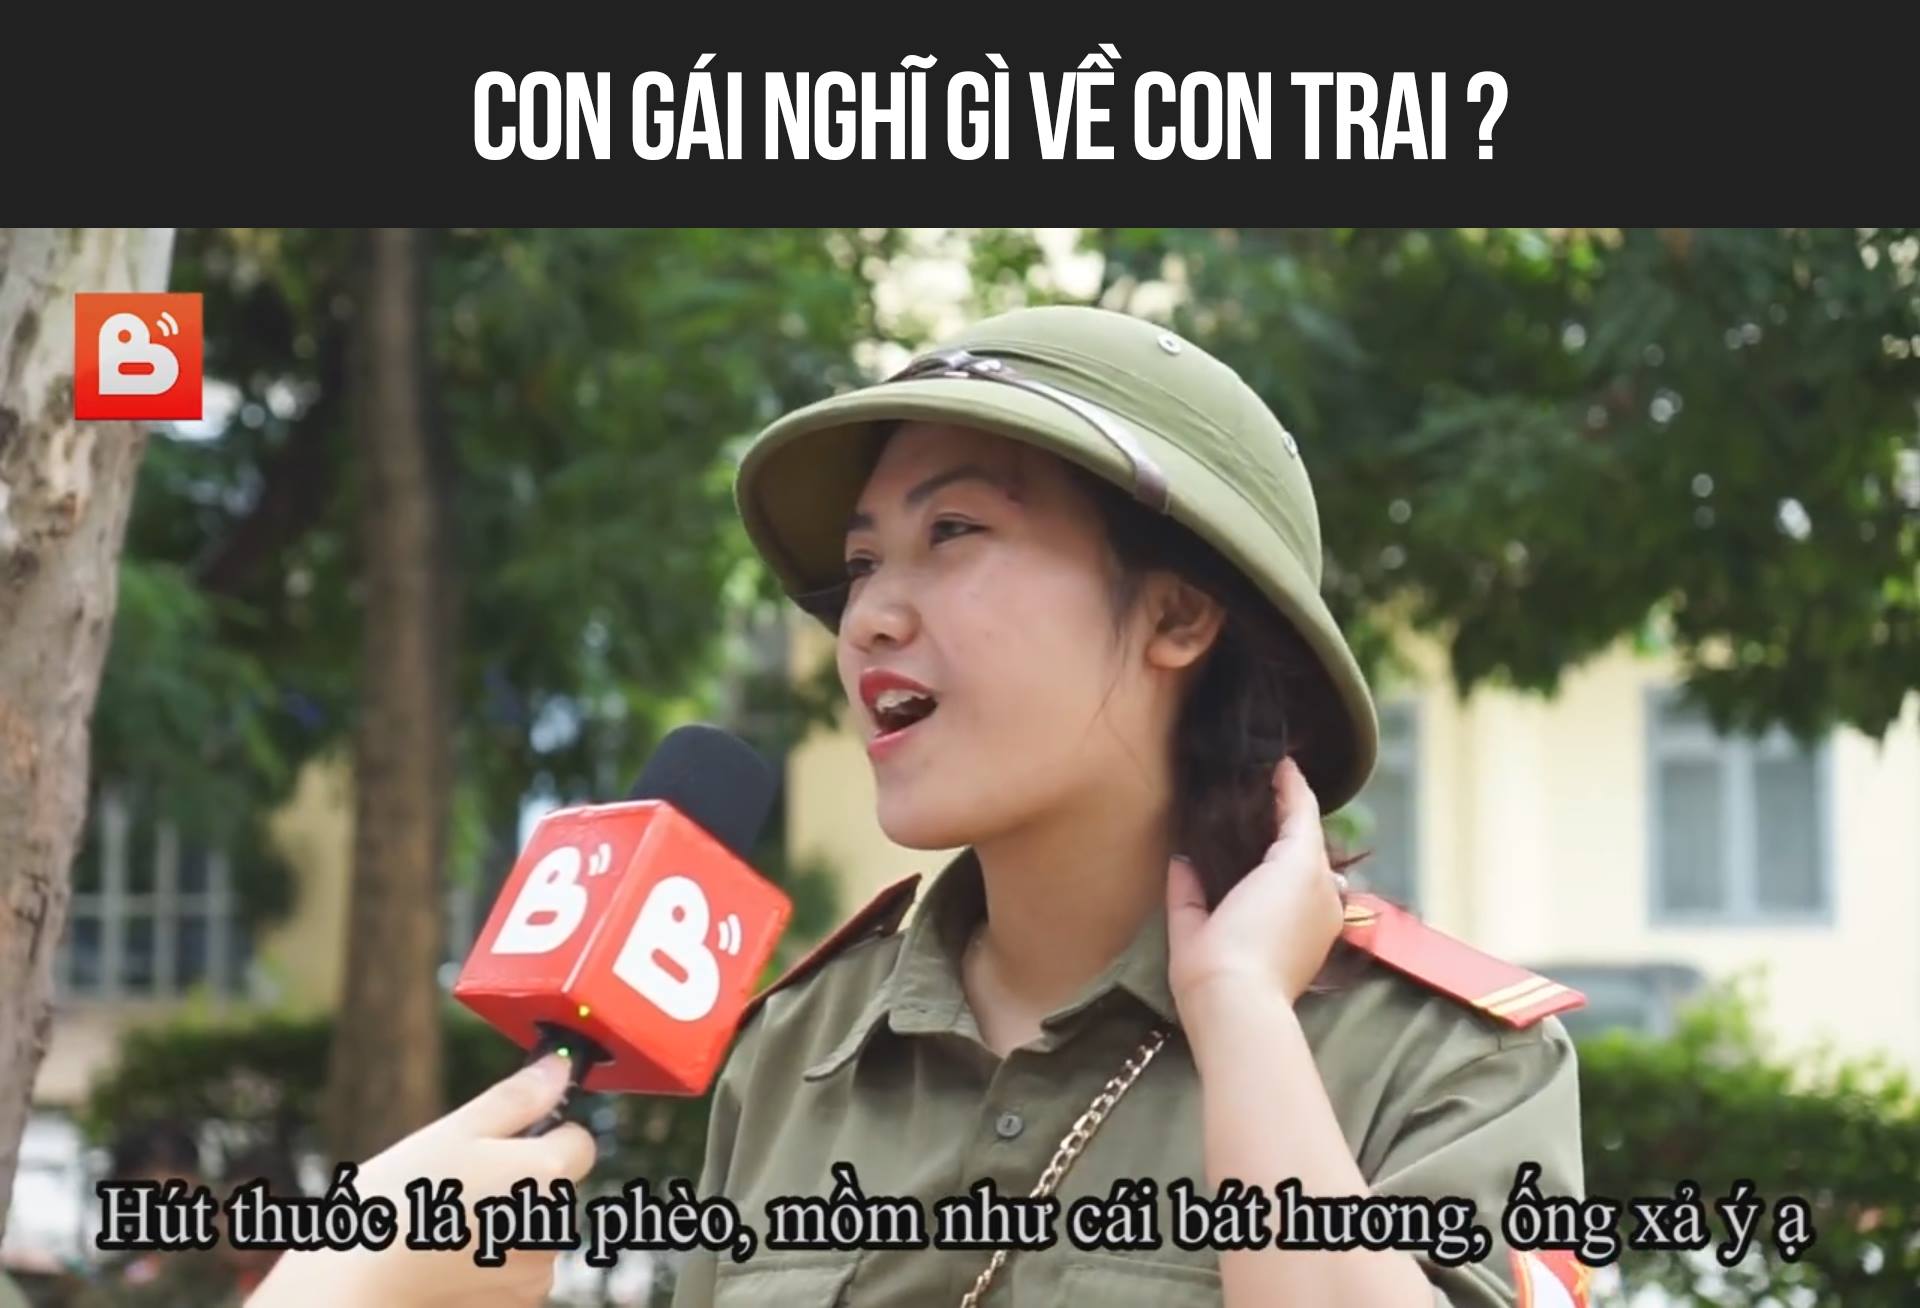 CON GÁI NGHĨ GÌ VỀ CON TRAI ?
B
B B
Hút thuốc lá phì phèo, mồm như cái bát hương, ống xả ý ạ